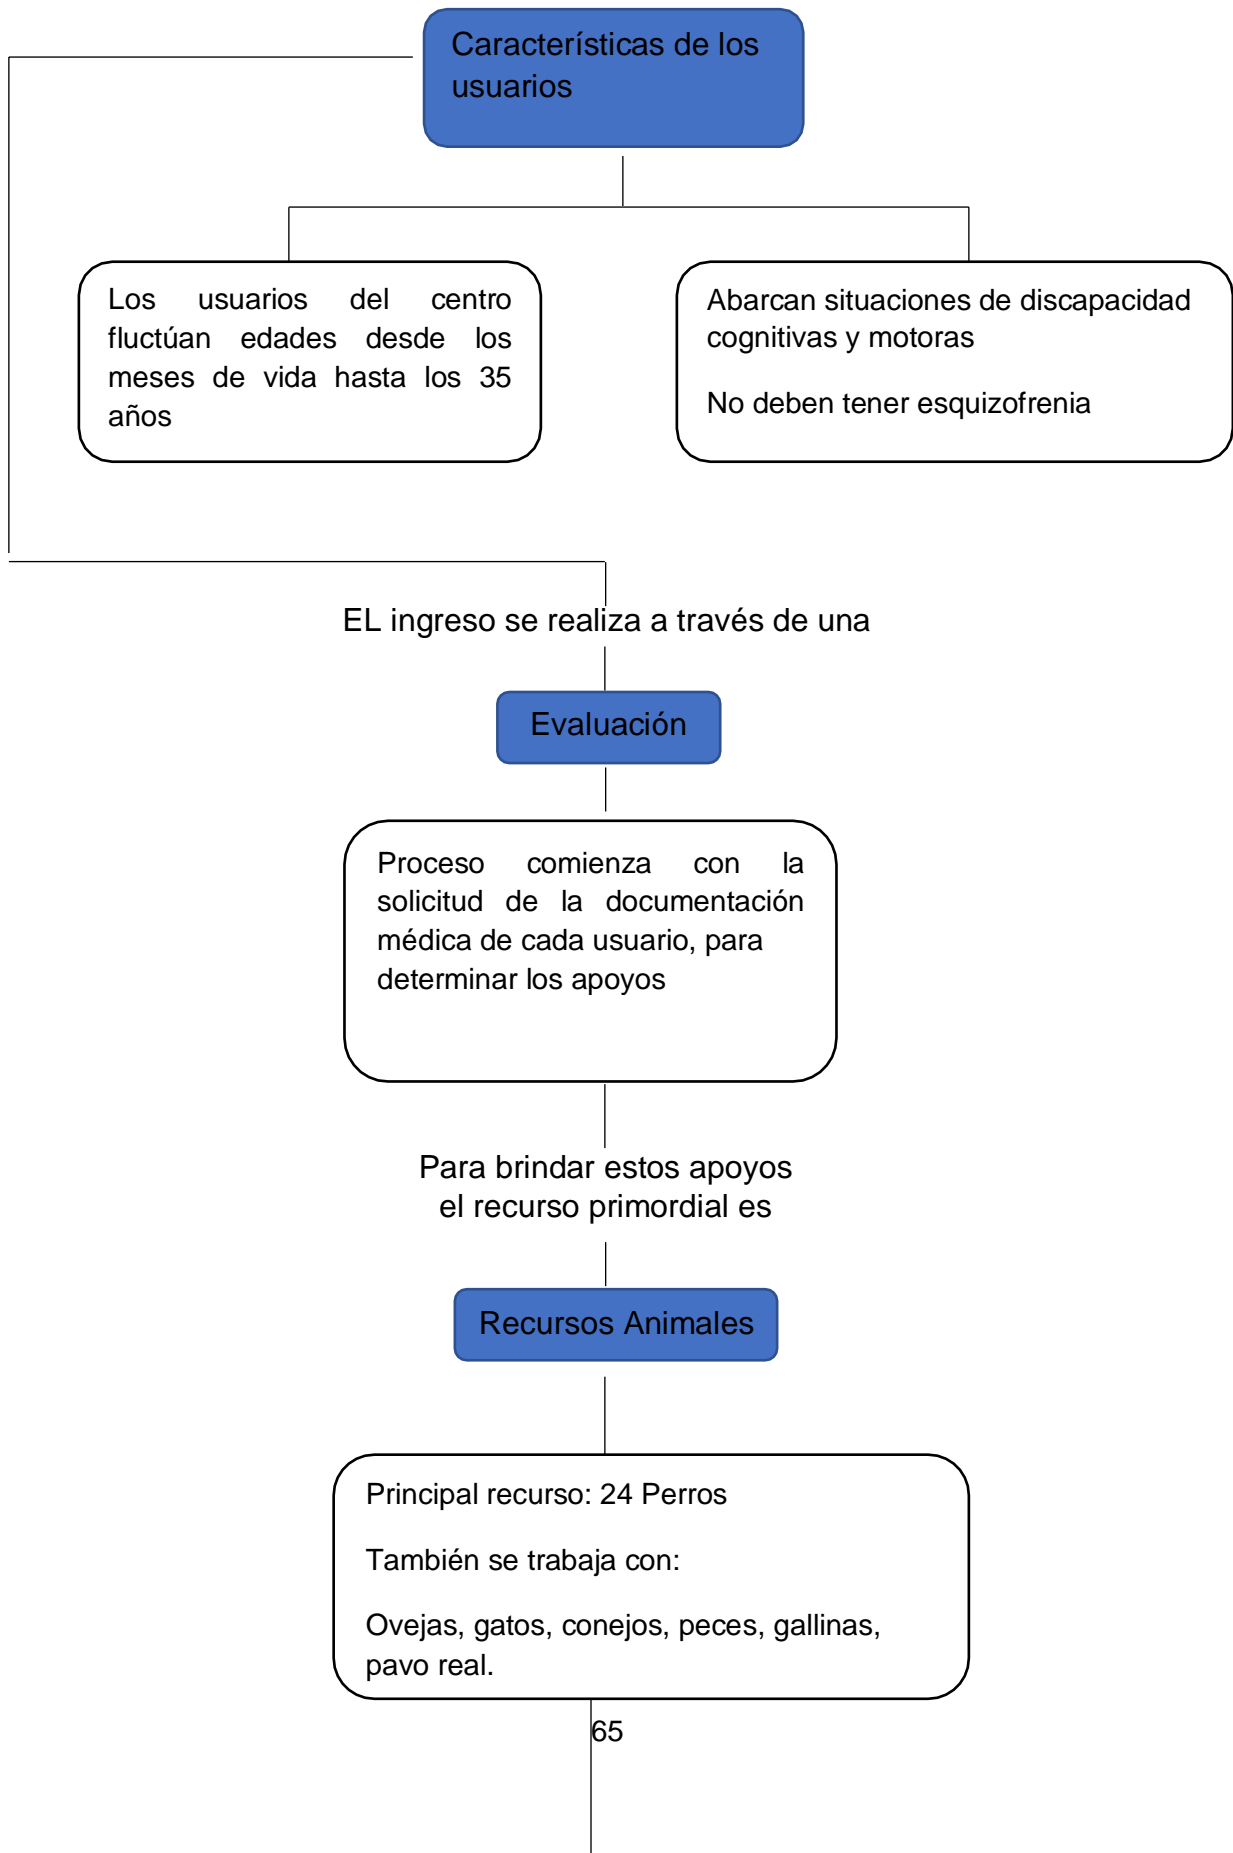 Características de los
usuarios
Los usuarios del centro
fluctúan edades desde los
meses de vida hasta los 35
años
Abarcan situaciones de discapacidad
cognitivas y motoras
No deben tener esquizofrenia
EL ingreso se realiza a través de una
Evaluación
Proceso comienza con la
solicitud de la documentación
médica de cada usuario, para
determinar los apoyos
Para brindar estos apoyos
el recurso primordial es
Recursos Animales
Principal recurso: 24 Perros
También se trabaja con:
Ovejas, gatos, conejos, peces, gallinas,
pavo real.
65